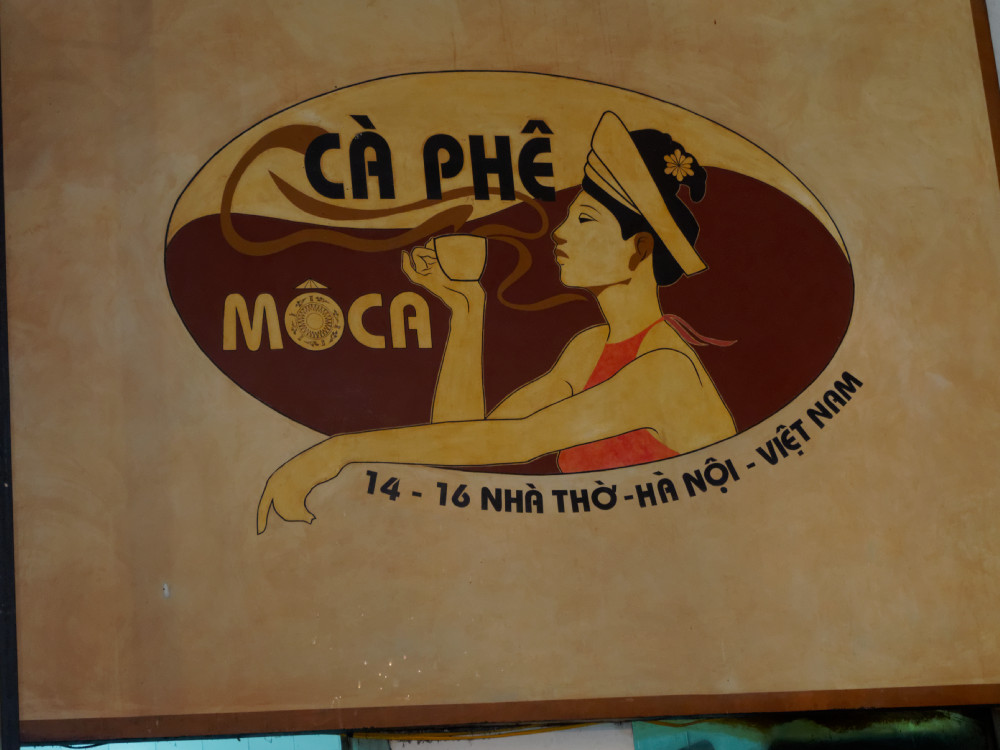 CÀ PHÊ
MÔCA
14 - 16 NHÀ THỜ - HÀ NỘI - VIỆT NAM